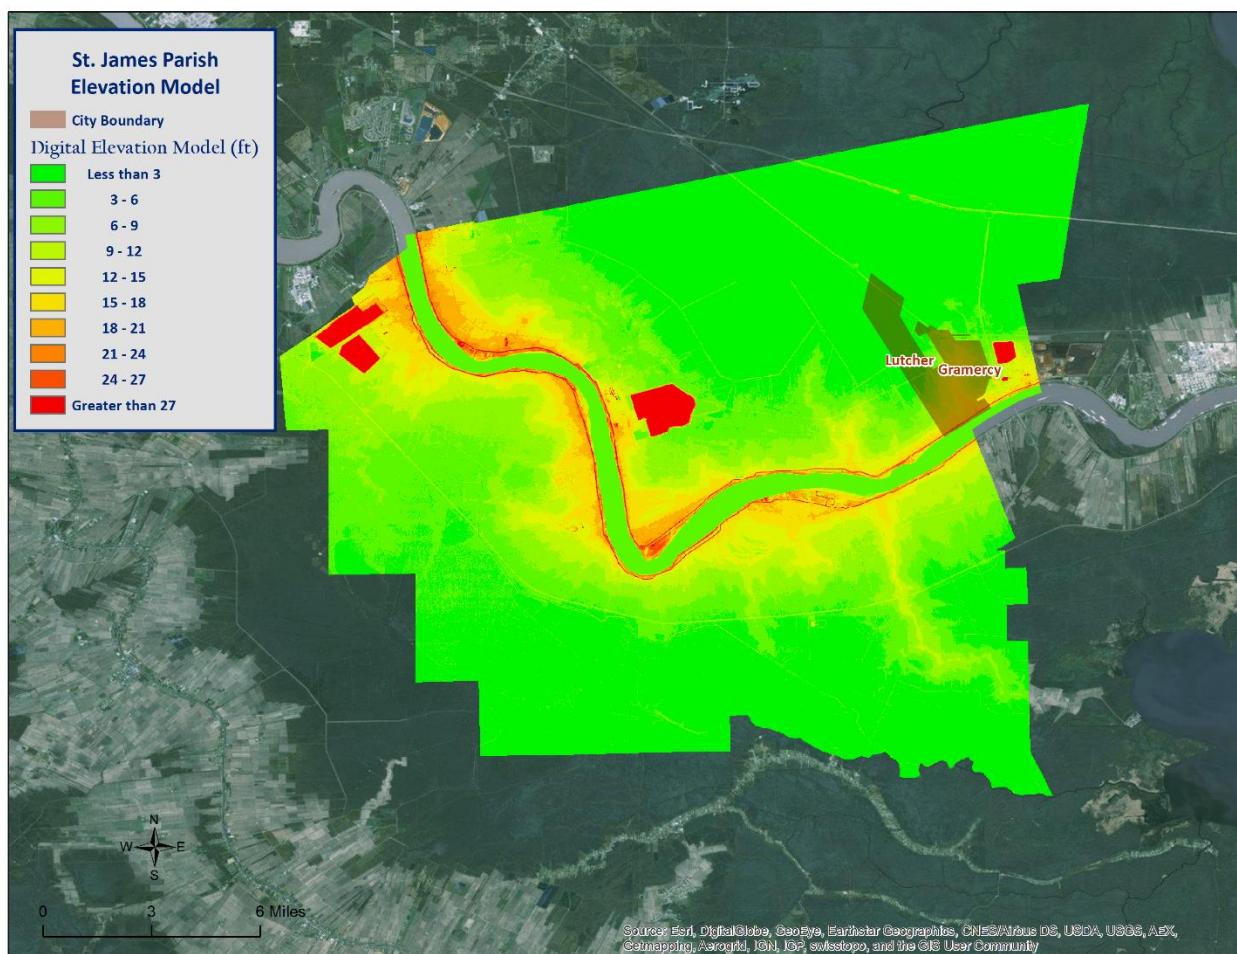 St. James Parish
Elevation Model
City Boundary
Digital Elevation Model (ft)
Less than 3
3 - 6
6 - 9
9 - 12
12 - 15
15 - 18
18 - 21
21 - 24
24 - 27
Greater than 27
Lutcher
Gramercy
N
W E
S
0 3 6 Miles
Source: Esri, DigitalGlobe, GeoEye, Earthstar Geographics, CNES/Airbus DS, USDA, USGS, AEX,
Getmapping, Aerogrid, IGN, IGP, swisstopo, and the GIS User Community